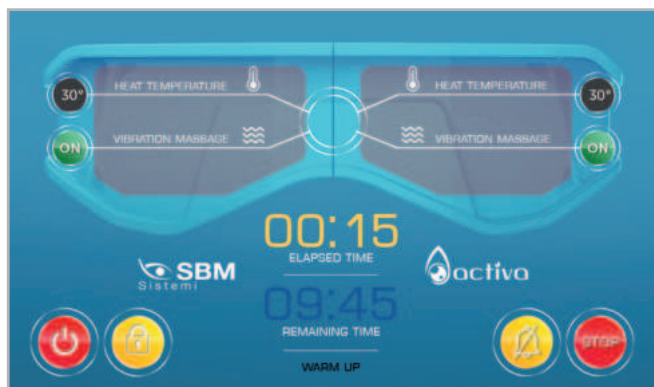 HEAT TEMPERATURE
HEAT TEMPERATURE
30°
30°
VIBRATION MASSAGE
VIBRATION MASSAGE
ON
ON
00:15
ELAPSED TIME
SBM
Sistemi
activa
09:45
REMAINING TIME
STOP
WARM UP